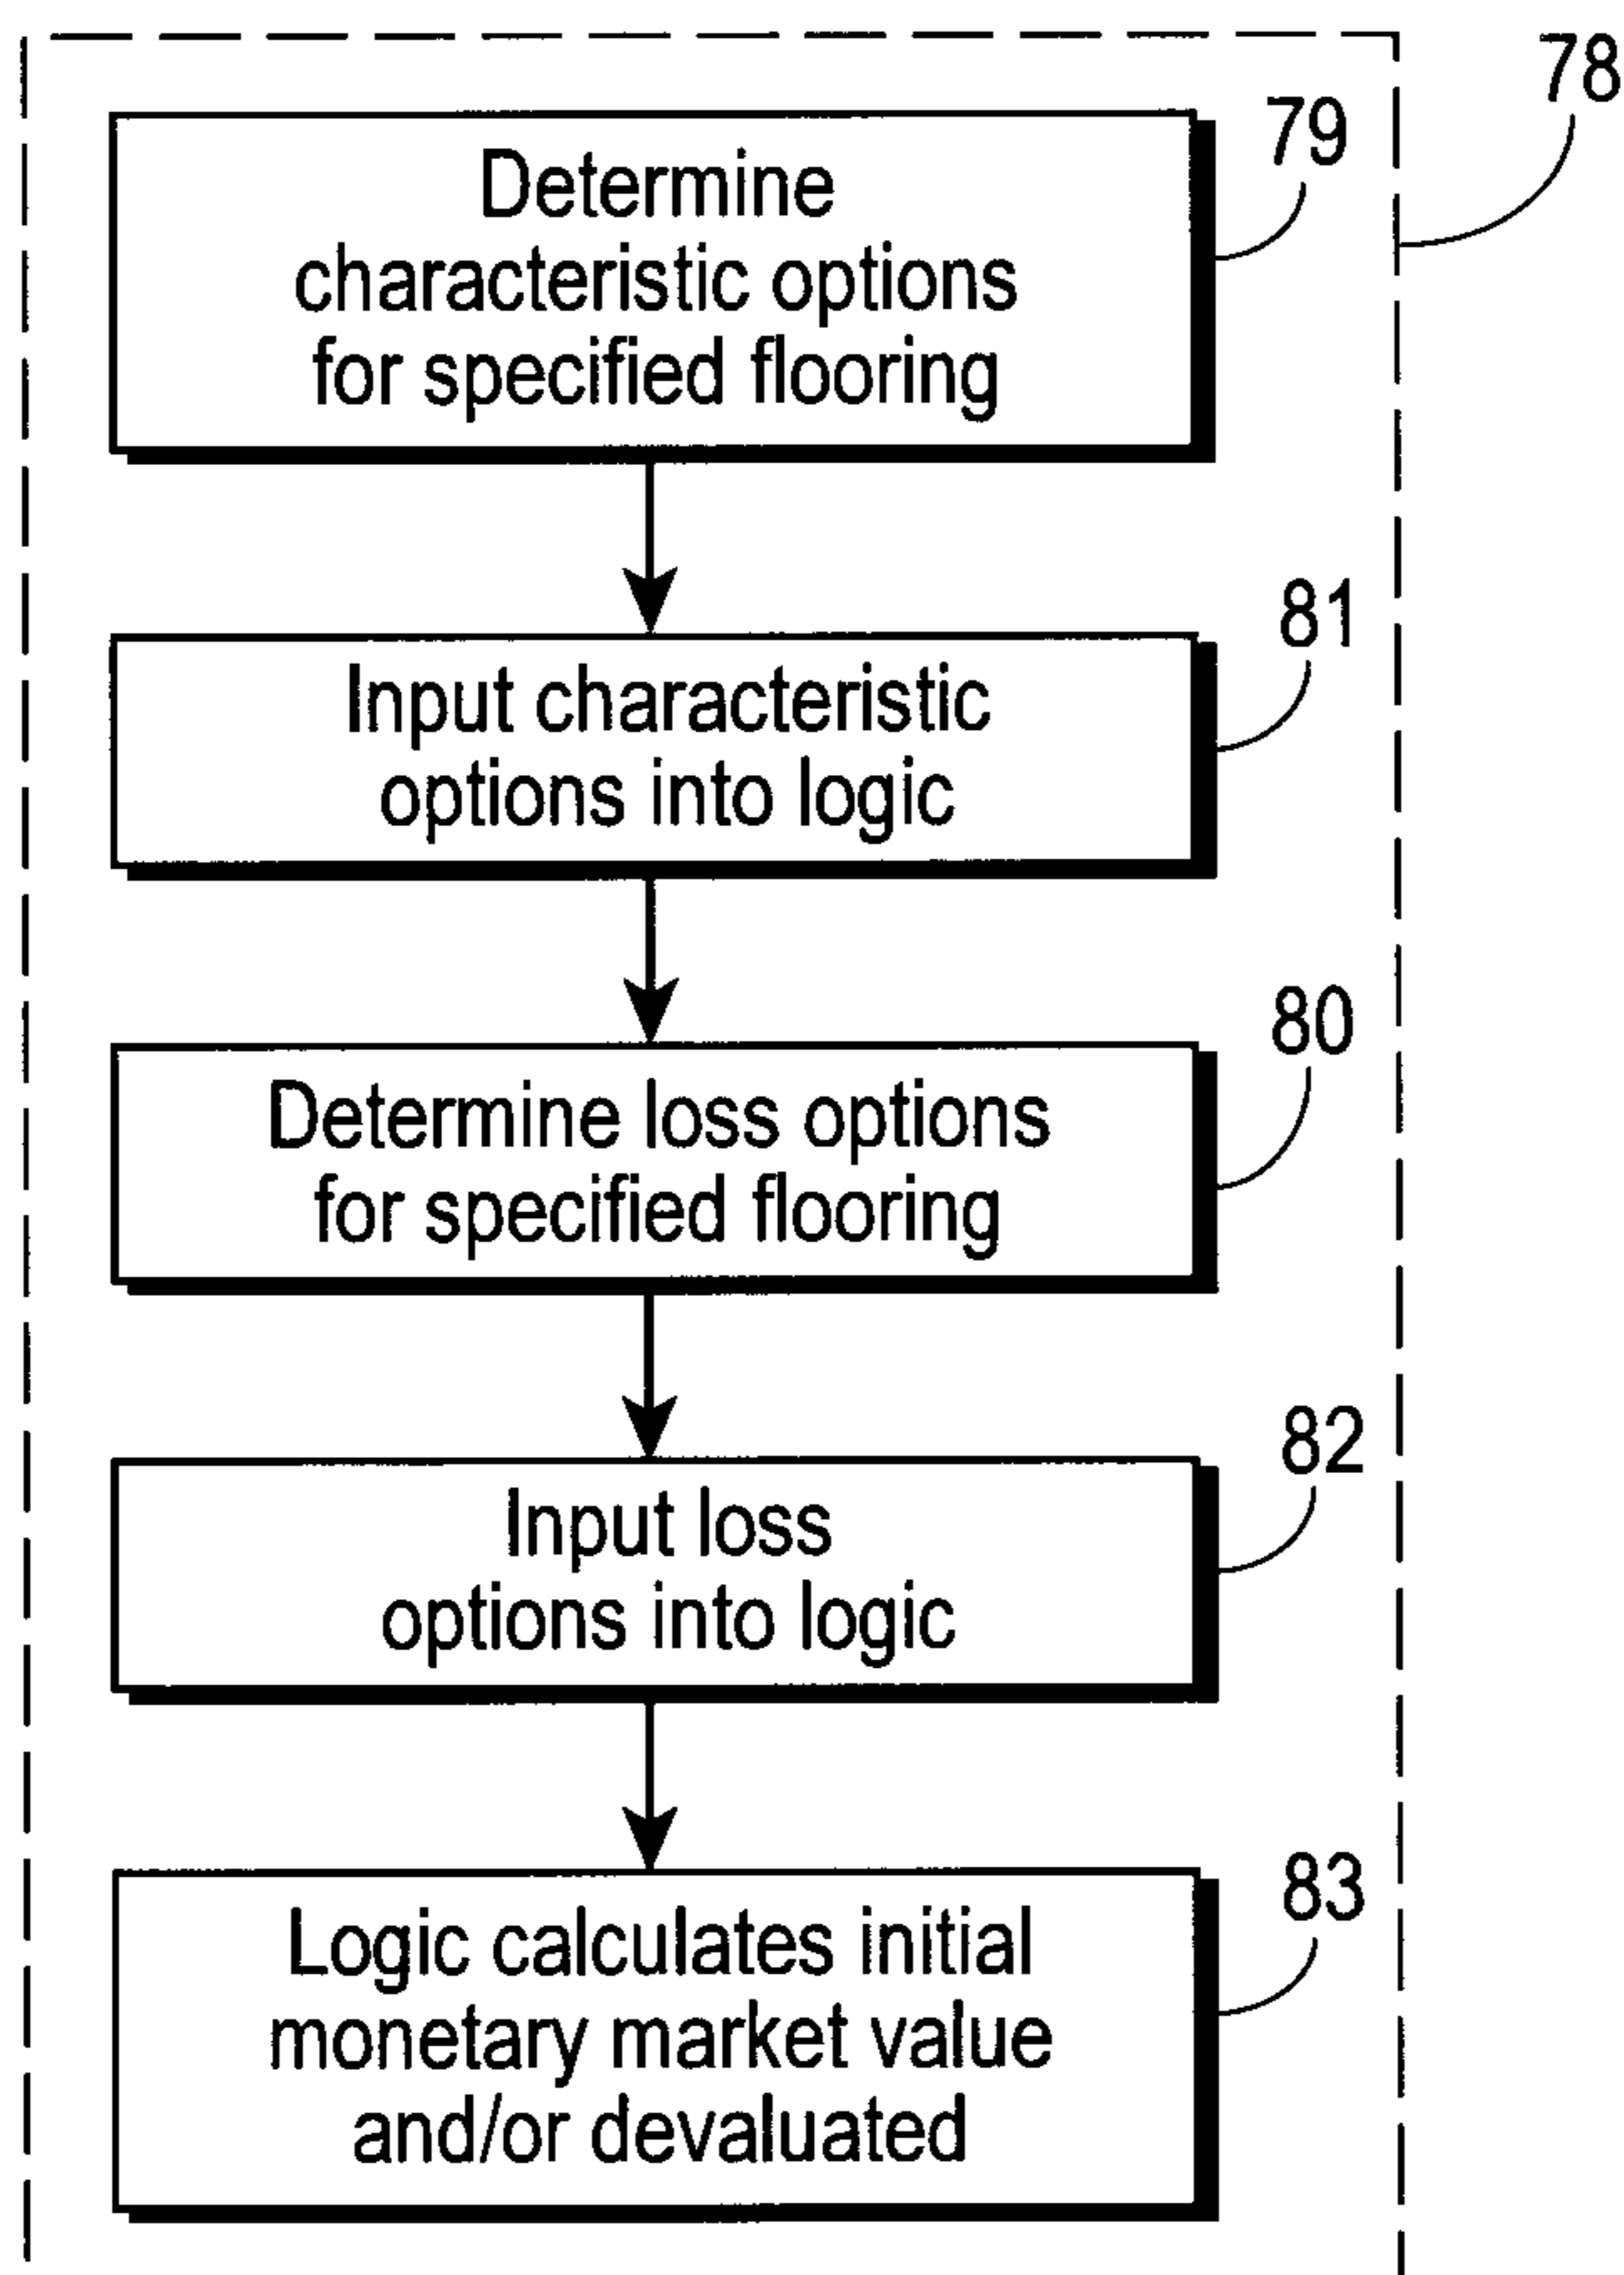 78
79
Determine
characteristic options
for specified flooring
81
Input characteristic
options into logic
80
Determine loss options
for specified flooring
82
Input loss
options into logic
83
Logic calculates initial
monetary market value
and/or devaluated